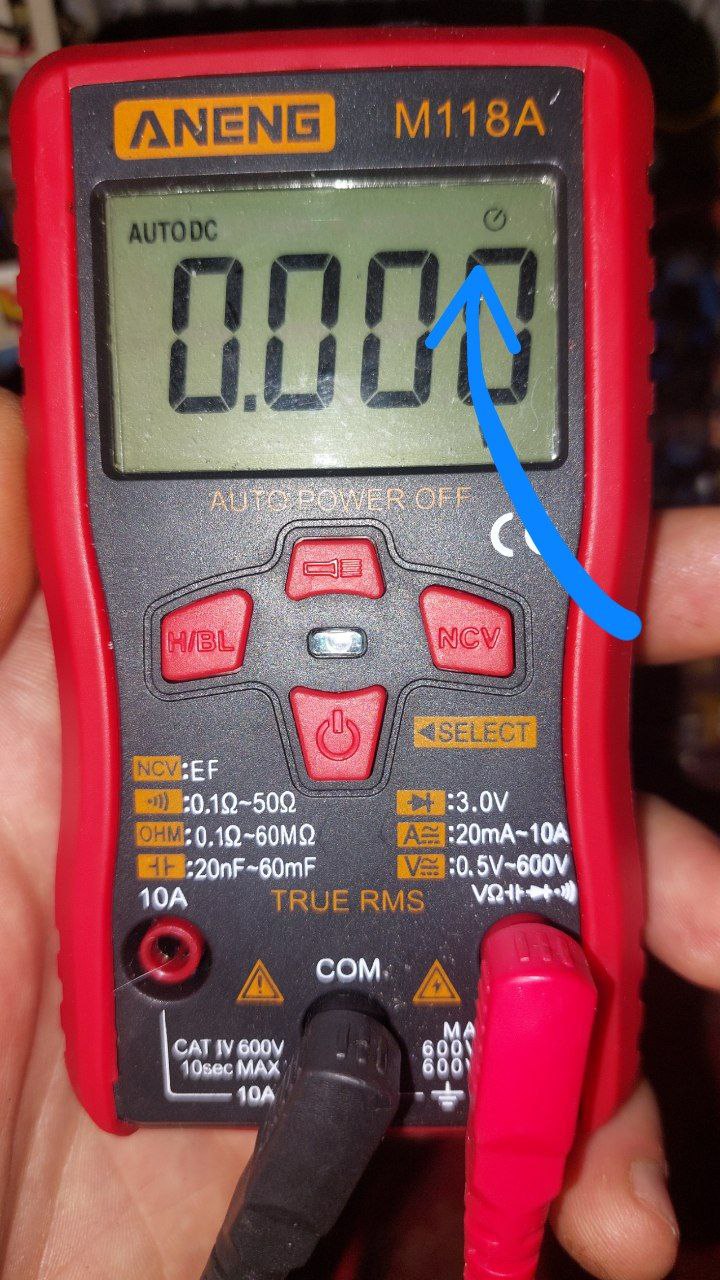 ANENG M118A
AUTO DC
0.000
AUTO POWER OFF
H/BL
NCV
SELECT
NCV:EF
:0.1Ω~50Ω
:3.0V
OHM:0.1Ω~60MΩ
A:20mA~10A
:20nF~60mF
V:0.5V~600V
10A
TRUE RMS
VΩ
COM
CAT IV 600V
10sec MAX
10A
600V
600V